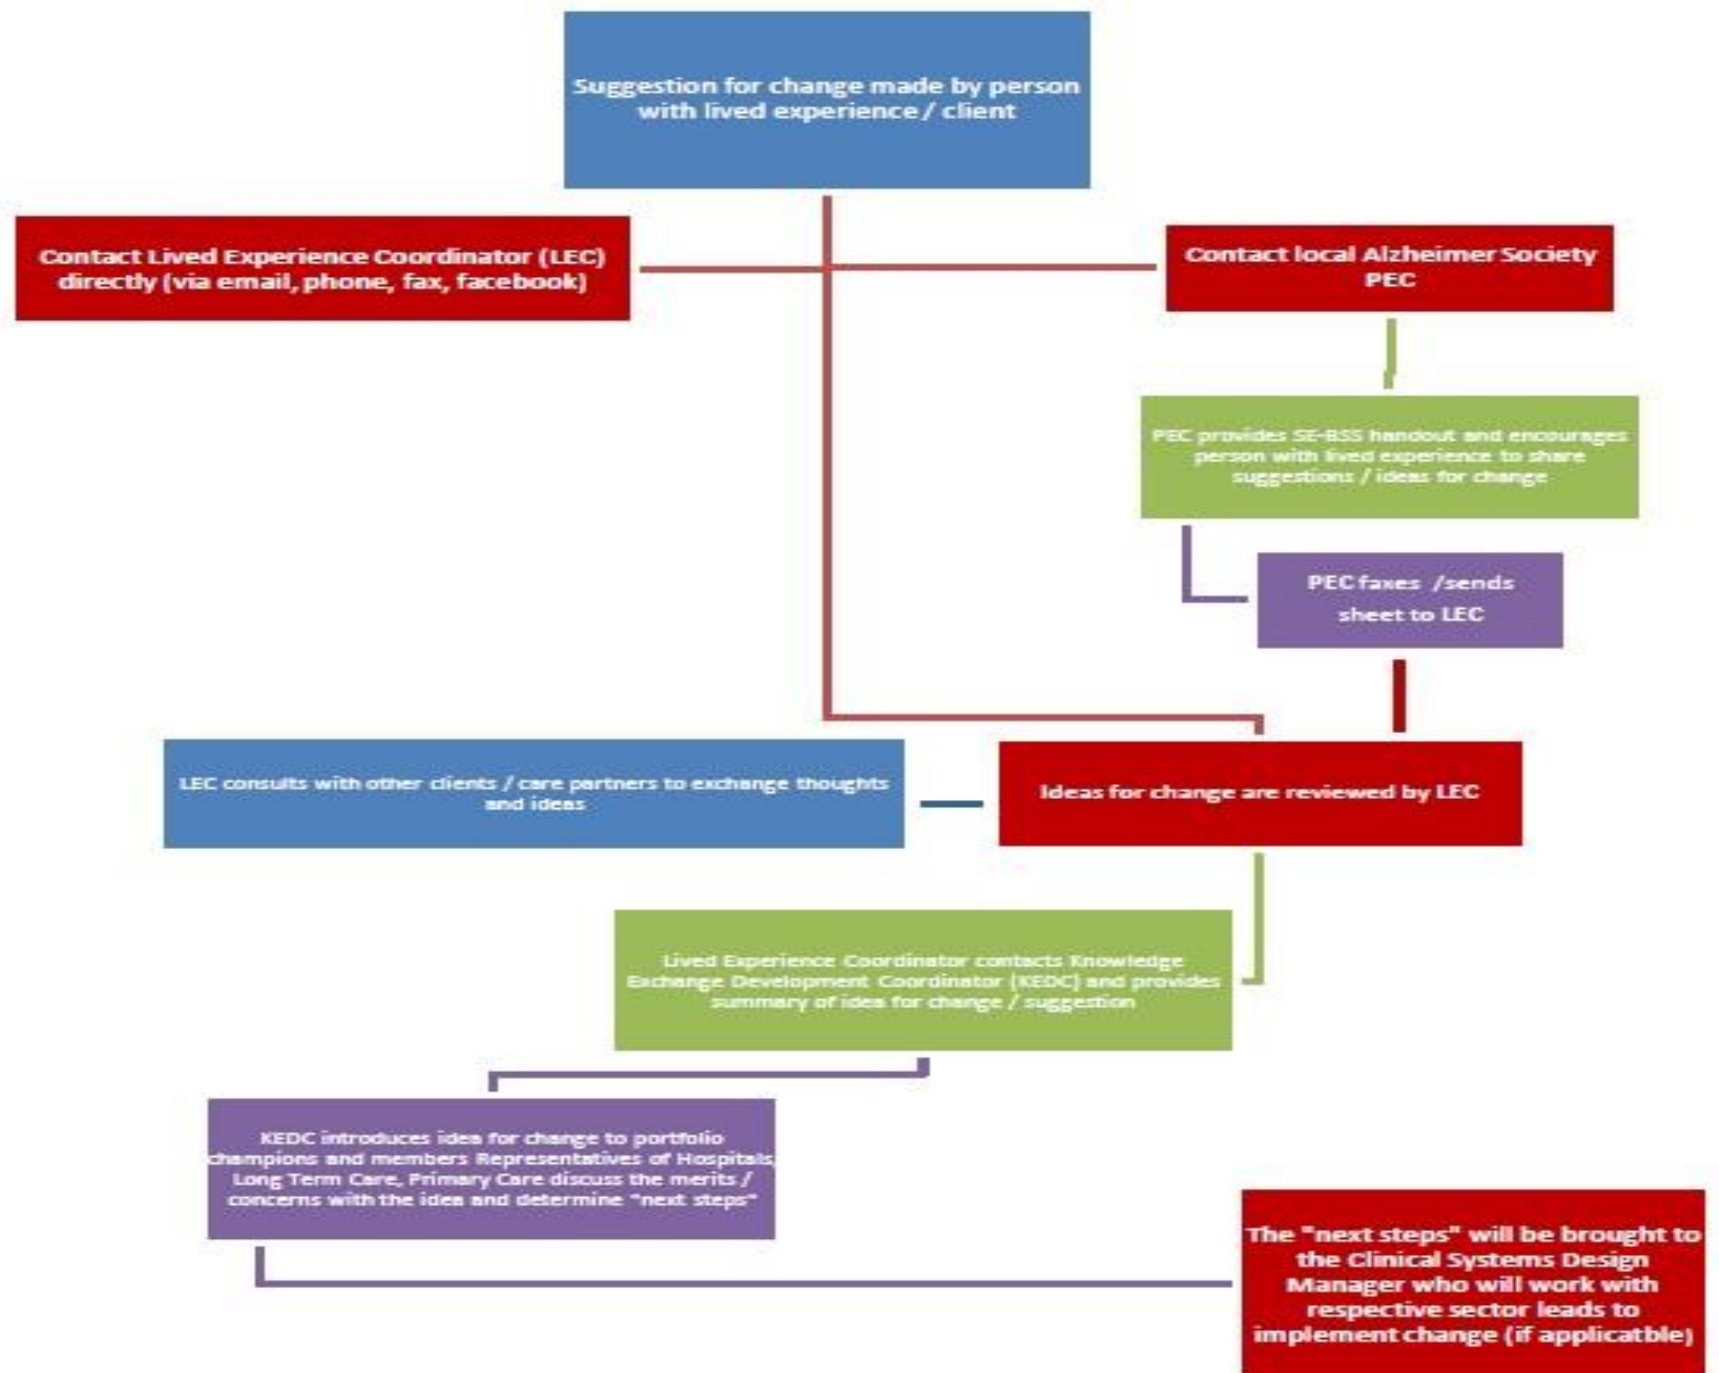 Suggestion for change made by person
with lived experience / client
Contact Lived Experience Coordinator (LEC)
directly (via email, phone, fax, facebook)
Contact local Alzheimer Society
PEC
PEC provides SE-BSS handout and encourages
person with lived experience to share
suggestions / ideas for change
PEC faxes /sends
sheet to LEC
LEC consults with other clients / care partners to exchange thoughts
and ideas
Ideas for change are reviewed by LEC
Lived Experience Coordinator contacts Knowledge
Exchange Development Coordinator (KEDC) and provides
summary of idea for change / suggestion
KEDC introduces idea for change to portfolio
champions and members Representatives of Hospitals,
Long Term Care, Primary Care discuss the merits /
concerns with the idea and determine "next steps"
The "next steps" will be brought to
the Clinical Systems Design
Manager who will work with
respective sector leads to
implement change (if applicatble)